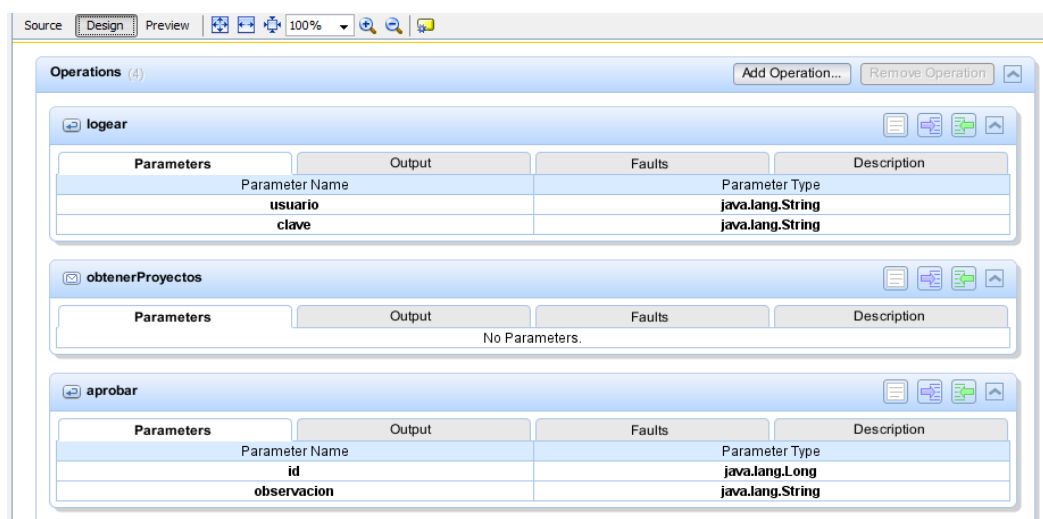 Source Design Preview 100%
Operations (4) Add Operation... Remove Operation
logear
Parameters Output Faults Description
Parameter Name Parameter Type
usuario java.lang.String
clave java.lang.String
obtenerProyectos
Parameters Output Faults Description
No Parameters.
aprobar
Parameters Output Faults Description
Parameter Name Parameter Type
id java.lang.Long
observacion java.lang.String